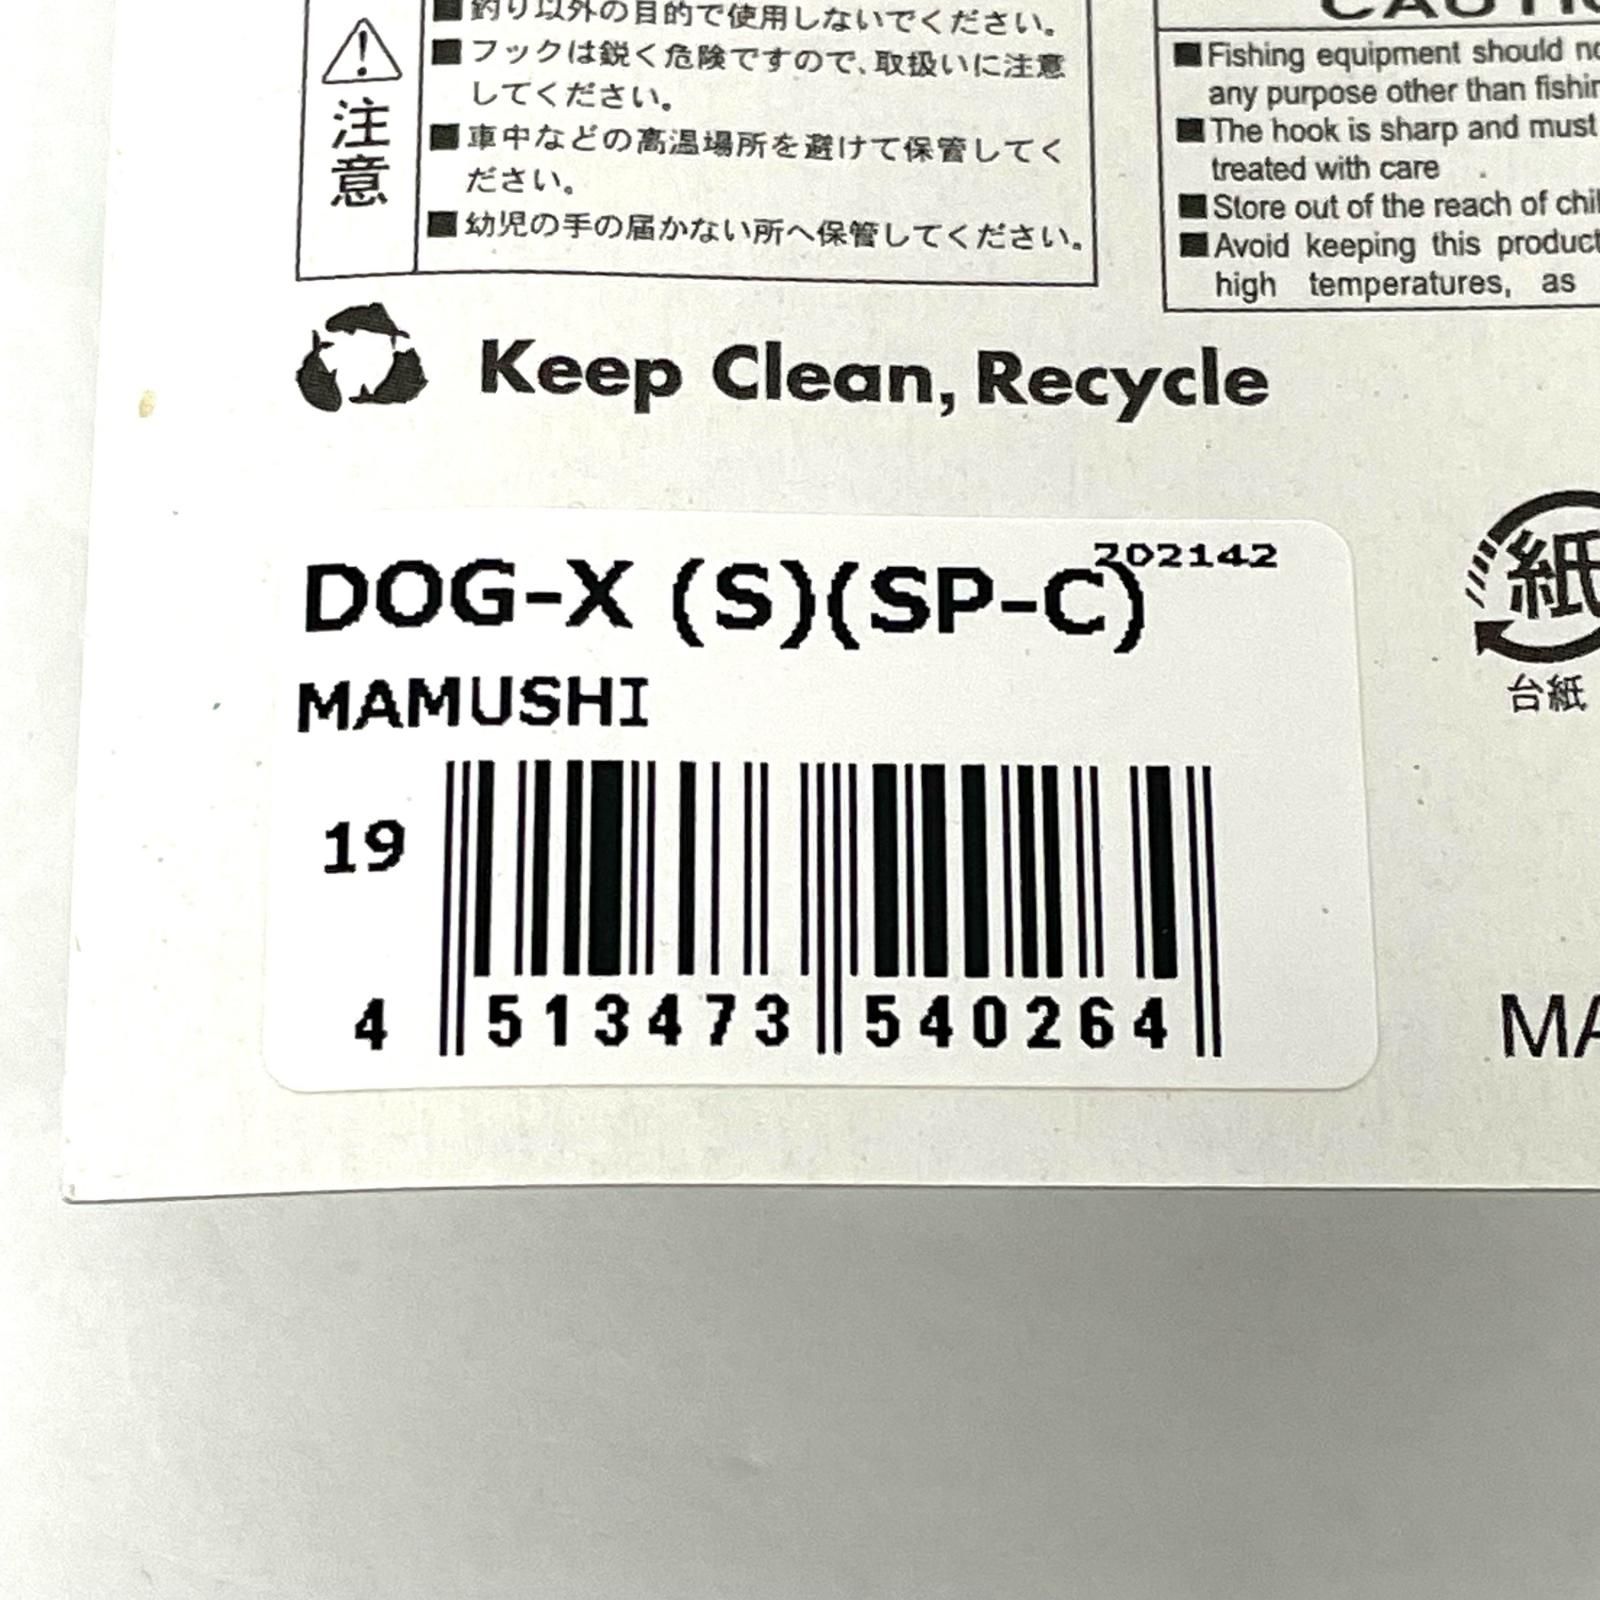 ■釣り以外の目的で使用しないでください。
■フックは鋭く危険ですので、取扱いに注意
してください。
■車中などの高温場所を避けて保管してく
ださい。
■幼児の手の届かない所へ保管してください。
注意
■Fishing equipment should
any purpose other than
■The hook is sharp and must
treated with care
■Store out of the reach of
■Avoid keeping this product
high temperatures, as
Keep Clean, Recycle
紙
台紙
202142
DOG-X (S)(SP-C)
MAMUSHI
19
4 513473 540264
MA